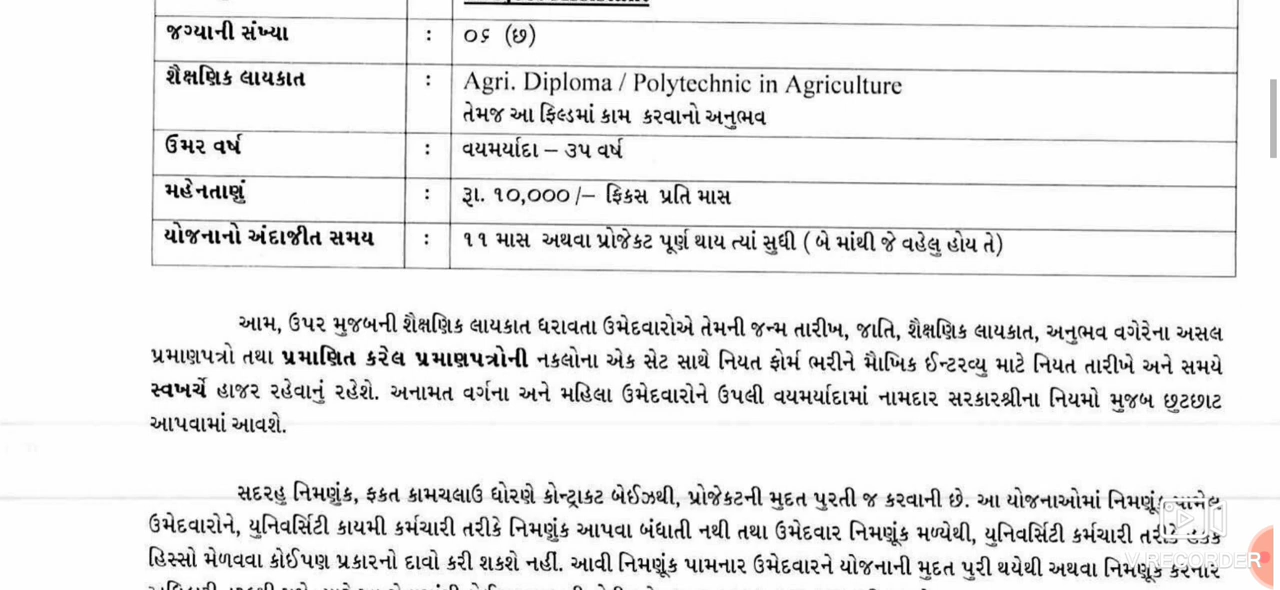 જગ્યાની સંખ્યા : ૦૬ (છ)
શૈક્ષણિક લાયકાત : Agri. Diploma / Polytechnic in Agriculture
તેમજ આ ફિલ્ડમાં કામ કરવાનો અનુભવ
ઉમર વર્ષ : વયમર્યાદા – ૩૫ વર્ષ
મહેનતાણું : રૂા. ૧૦,૦૦૦/– ફિકસ પ્રતિ માસ
યોજનાનો અંદાજીત સમય : ૧૧ માસ અથવા પ્રોજેકટ પૂર્ણ થાય ત્યાં સુધી ( બે માંથી જે વહેલુ હોય તે)
આમ, ઉપર મુજબની શૈક્ષણિક લાયકાત ધરાવતા ઉમેદવારોએ તેમની જન્મ તારીખ, જાતિ, શૈક્ષણિક લાયકાત, અનુભવ વગેરેના અસલ
પ્રમાણપત્રો તથા પ્રમાણિત કરેલ પ્રમાણપત્રોની નકલોના એક સેટ સાથે નિયત ફોર્મ ભરીને મૌખિક ઈન્ટરવ્યુ માટે નિયત તારીખે અને સમયે
સ્વખર્ચે હાજર રહેવાનું રહેશે. અનામત વર્ગના અને મહિલા ઉમેદવારોને ઉપલી વયમર્યાદામાં નામદાર સરકારશ્રીના નિયમો મુજબ છુટછાટ
આપવામાં આવશે.
સદરહુ નિમણુંક, ફકત કામચલાઉ ધોરણે કોન્ટ્રાકટ બેઈઝથી, પ્રોજેકટની મુદત પુરતી જ કરવાની છે. આ યોજનાઓમાં નિમણૂંક પામેલ
ઉમેદવારોને, યુનિવર્સિટી કાયમી કર્મચારી તરીકે નિમણુંક આપવા બંધાતી નથી તથા ઉમેદવાર નિમણૂંક મળ્યેથી, યુનિવર્સિટી કર્મચારી તરીકે હકક
હિસ્સો મેળવવા કોઈપણ પ્રકારનો દાવો કરી શકશે નહીં. આવી નિમણૂંક પામનાર ઉમેદવારને યોજનાની મુદત પુરી થયેથી અથવા નિમણૂંક કરનાર
V RECORDER